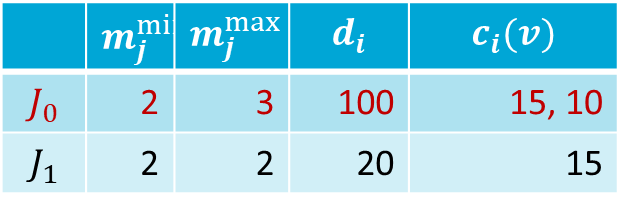 m_j^mi m_j^max d_i c_i(v)
J_0 2 3 100 15, 10
J_1 2 2 20 15